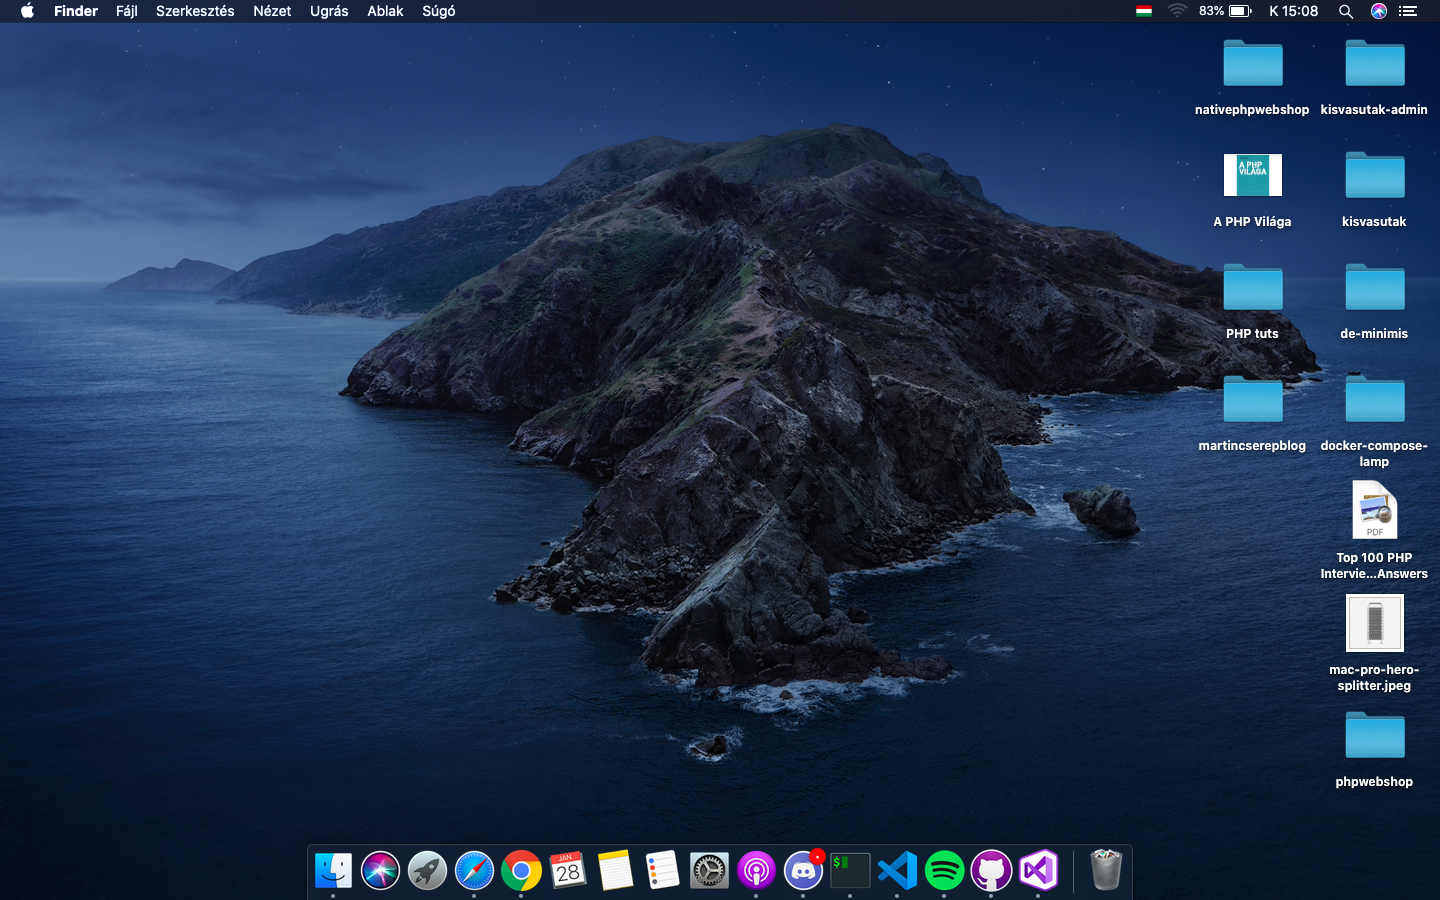 Finder Fájl Szerkesztés Nézet Ugrás Ablak Súgó 83% K 15:08
nativephpwebshop
kisvasutak-admin
A PHP
VILÁGA
A PHP Világa
kisvasutak
PHP tuts
de-minimis
martincserepblog
docker-compose-
lamp
PDF
Top 100 PHP
Intervie...Answers
mac-pro-hero-
splitter.jpeg
phpwebshop
JAN.
28
$